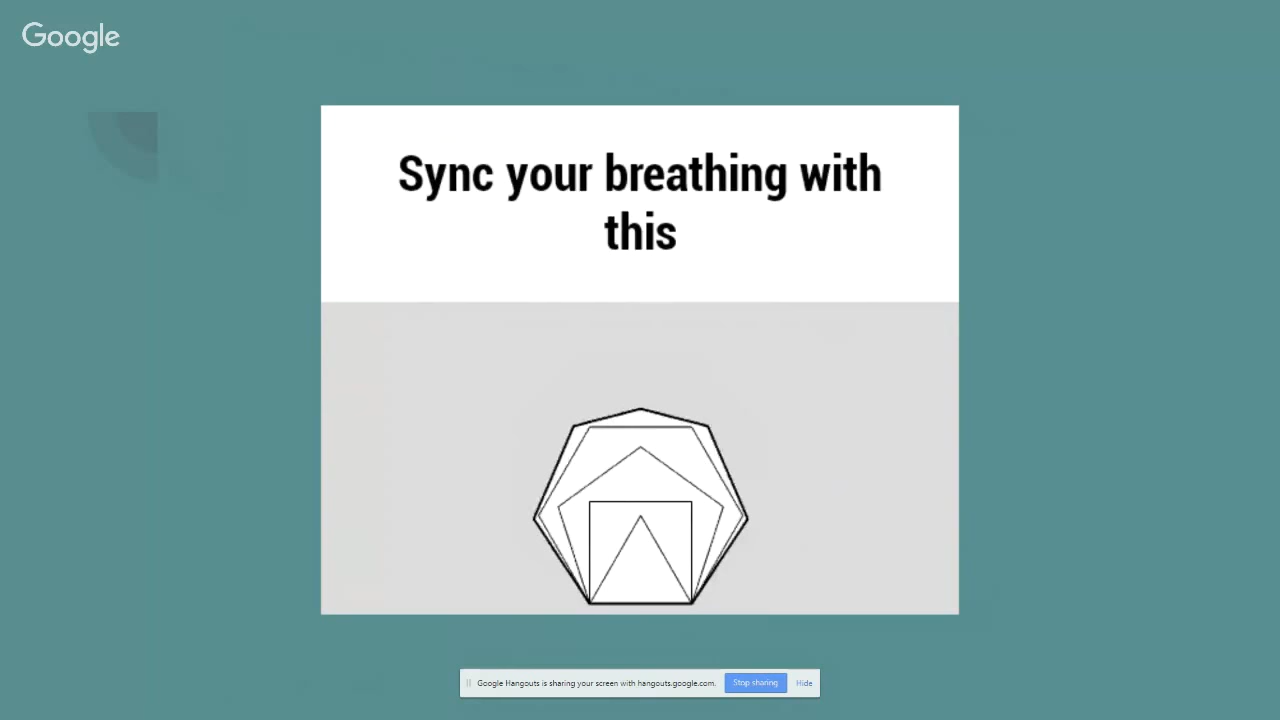 Google
Sync your breathing with
this
Google Hangouts is sharing your screen with hangouts.google.com.
Stop sharing
Hide